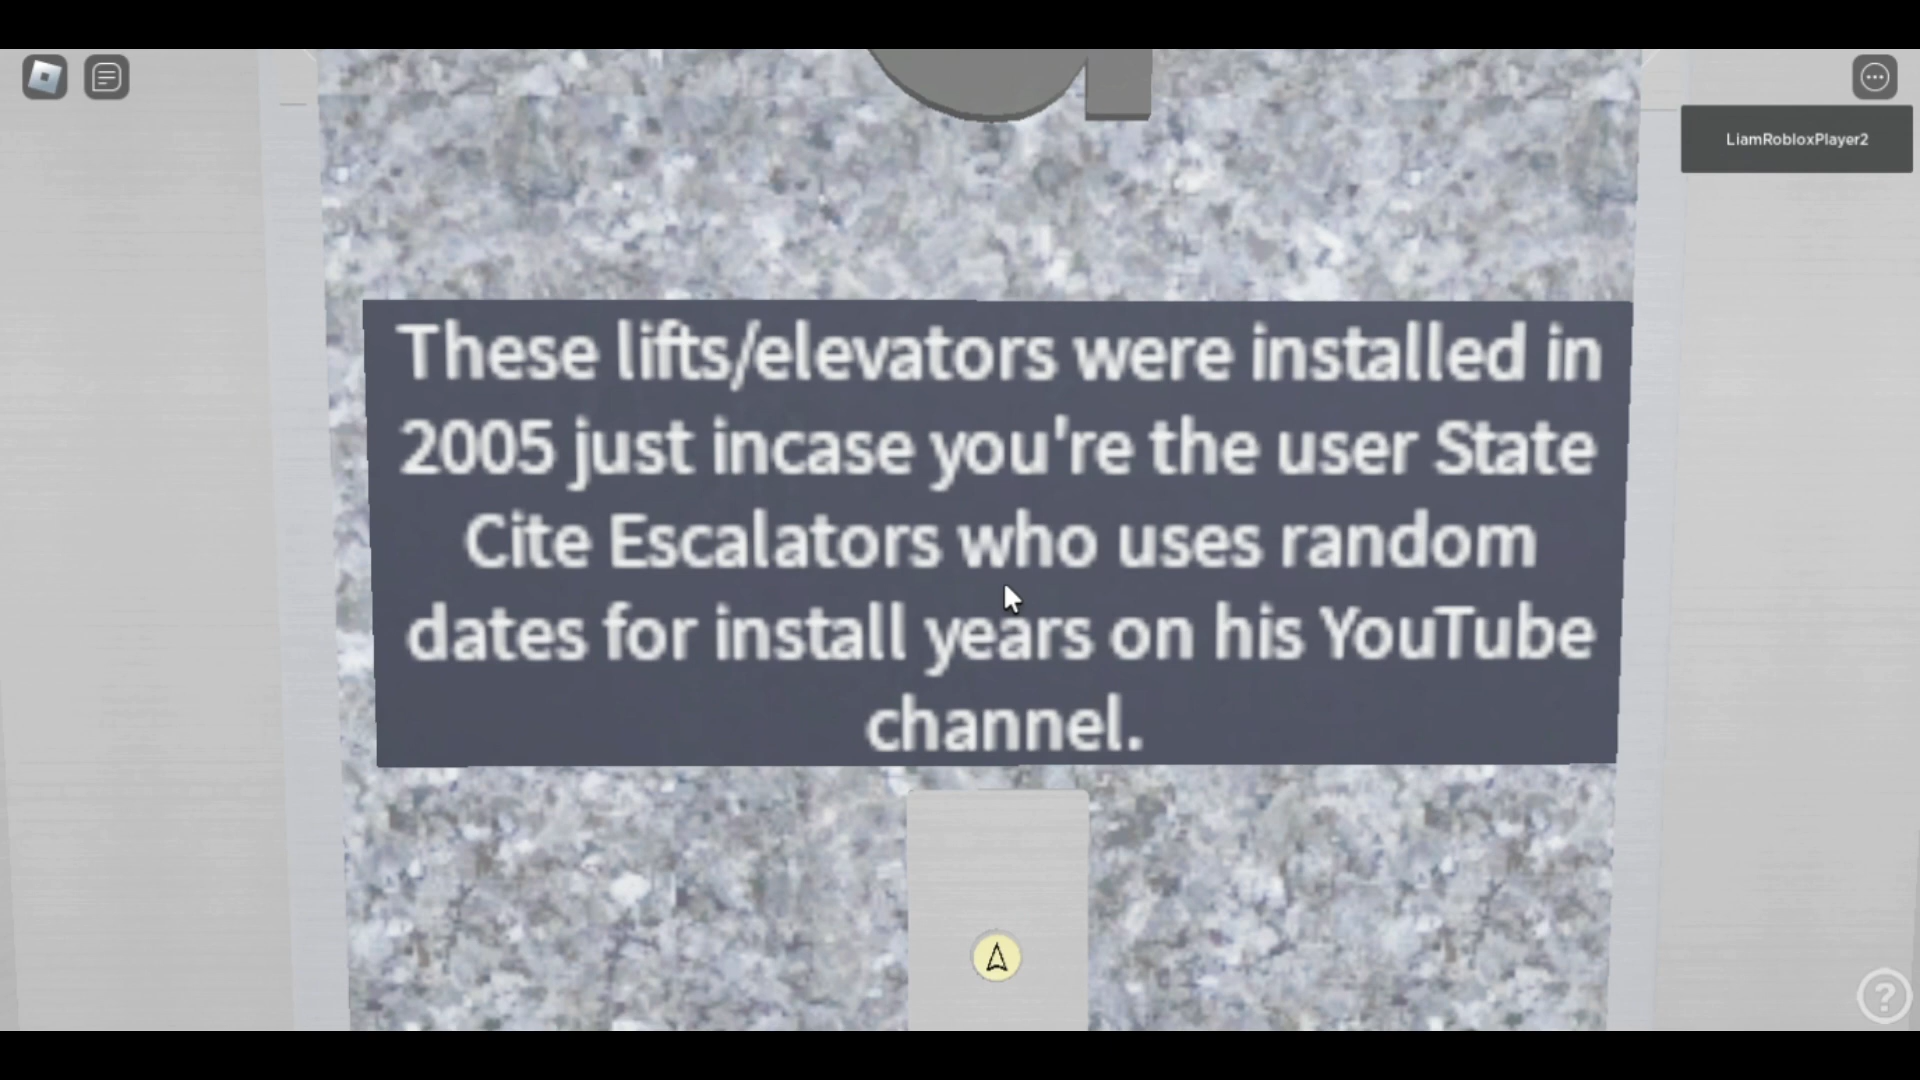 LiamRobloxPlayer2
These lifts/elevators were installed in
2005 just incase you're the user State
Cite Escalators who uses random
dates for install years on his YouTube
channel.